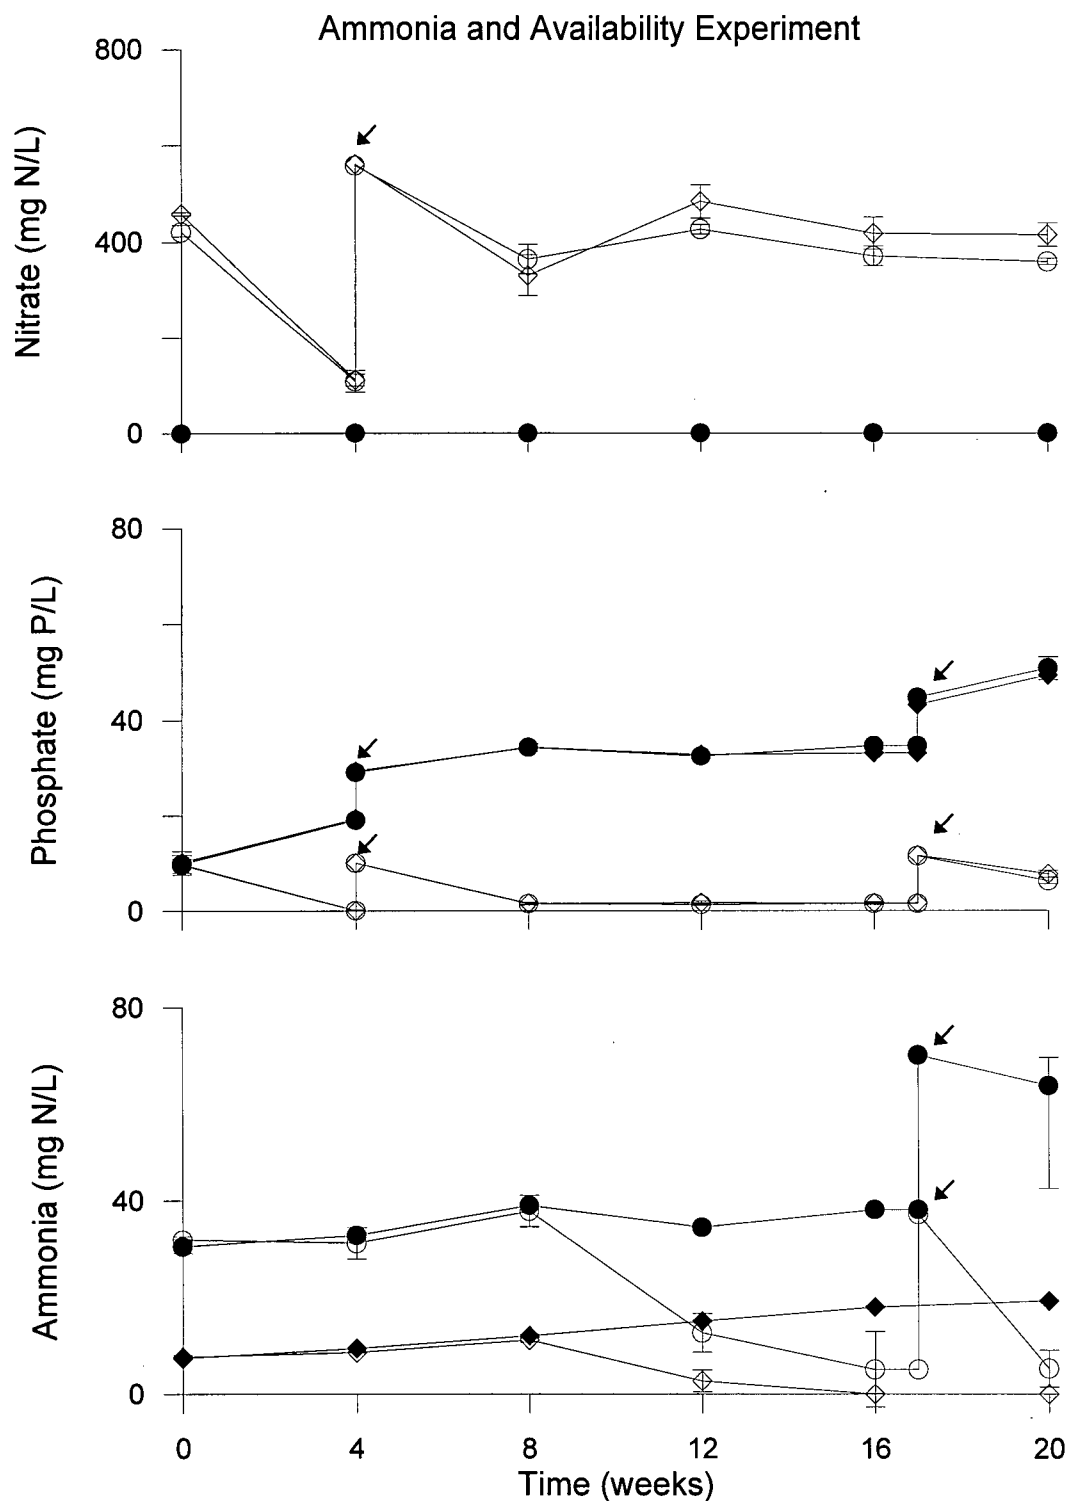 Ammonia and Availability Experiment
800
400
0
Nitrate (mg N/L)
80
40
0
Phosphate (mg P/L)
80
40
0
Ammonia (mg N/L)
0 4 8 12 16 20
Time (weeks)